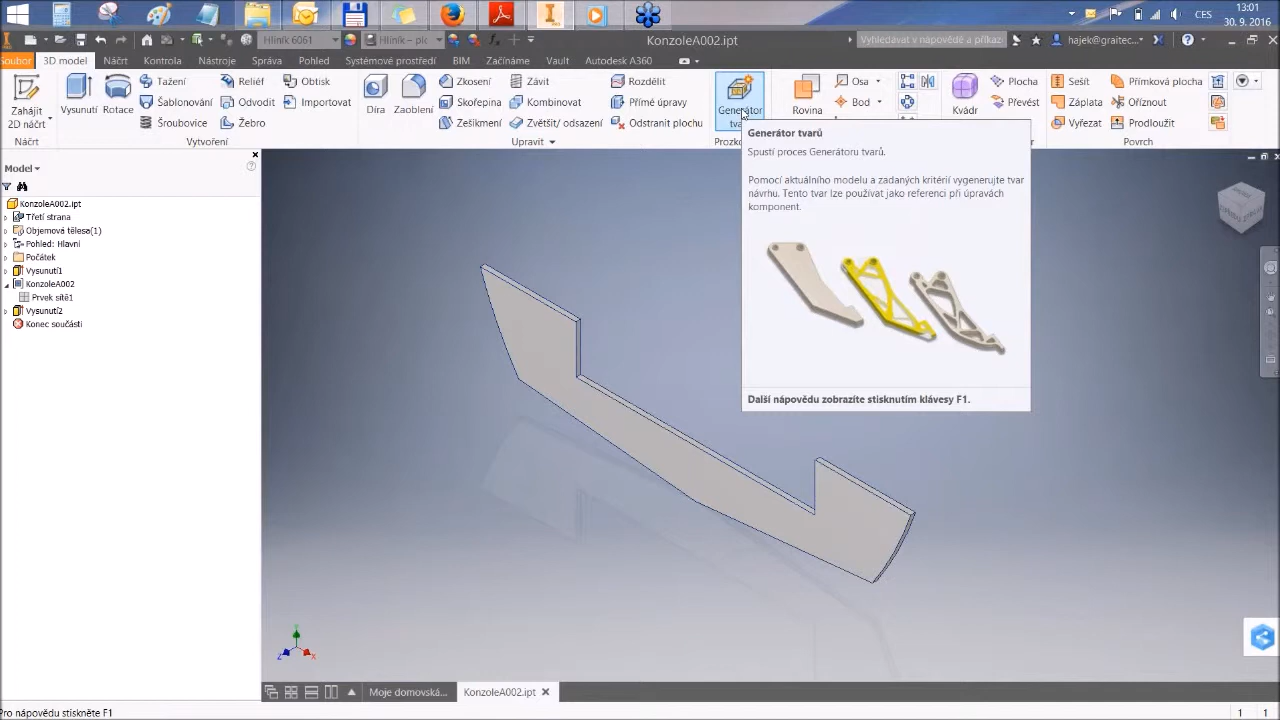 13:01
CES
30. 9. 2016
Hliník 6061
Hliník – plc
KonzoleA002.ipt
Vyhledávat v nápovědě a příkaz
hajek@graitec...
Soubor
3D model
Náčrt
Kontrola
Nástroje
Správa
Pohled
Systémové prostředí
BIM
Začínáme
Vault
Autodesk A360
Zahájit
2D náčrt
Náčrt
Vysunutí
Rotace
Tažení
Šablonování
Šroubovice
Reliéf
Odvodit
Žebro
Obtisk
Importovat
Vytvoření
Díra
Zaoblení
Zkosení
Skořepina
Zešikmení
Závit
Kombinovat
Zvětšit/ odsazení
Rozdělit
Přímé úpravy
Odstranit plochu
Upravit
Generátor
Rovina
Osa
Bod
Kvádr
Plocha
Převést
Sešít
Záplata
Vyřezat
Přímková plocha
Oříznout
Prodloužit
Povrch
Generátor tvarů
Spustí proces Generátoru tvarů.
Pomocí aktuálního modelu a zadaných kritérií vygenerujte tvar
návrhu. Tento tvar lze používat jako referenci při úpravách
komponent.
Další nápovědu zobrazíte stisknutím klávesy F1.
Model
KonzoleA002.ipt
Třetí strana
Objemová tělesa(1)
Pohled: Hlavní
Počátek
Vysunutí1
KonzoleA002
Prvek sítě1
Vysunutí2
Konec součásti
Z
X
Moje domovská...
KonzoleA002.ipt
Pro nápovědu stiskněte F1
1
1